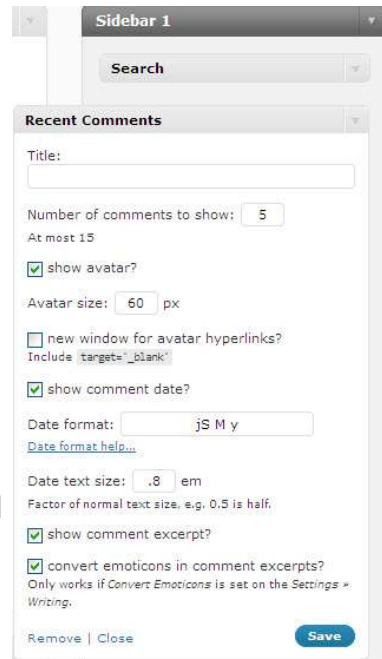 Sidebar 1
Search
Recent Comments
Title:
Number of comments to show: 5
At most 15
show avatar?
Avatar size: 60 px
new window for avatar hyperlinks?
Include target='_blank'
show comment date?
Date format: jS M y
Date format help...
Date text size: .8 em
Factor of normal text size, e.g. 0.5 is half.
show comment excerpt?
convert emoticons in comment excerpts?
Only works if Convert Emoticons is set on the Settings »
Writing.
Remove | Close Save